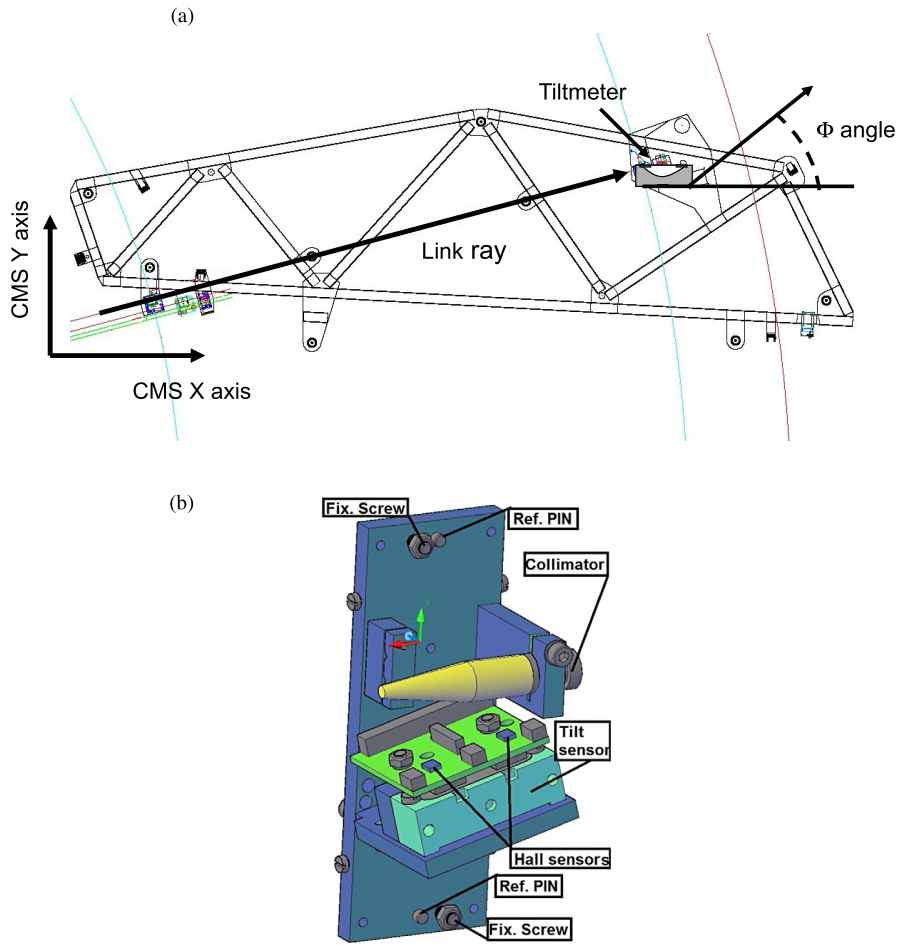 (a)
Tiltmeter
Φ angle
Link ray
CMS Y axis
CMS X axis
(b)
Fix. Screw
Ref. PIN
Collimator
Tilt
sensor
Hall sensors
Ref. PIN
Fix. Screw